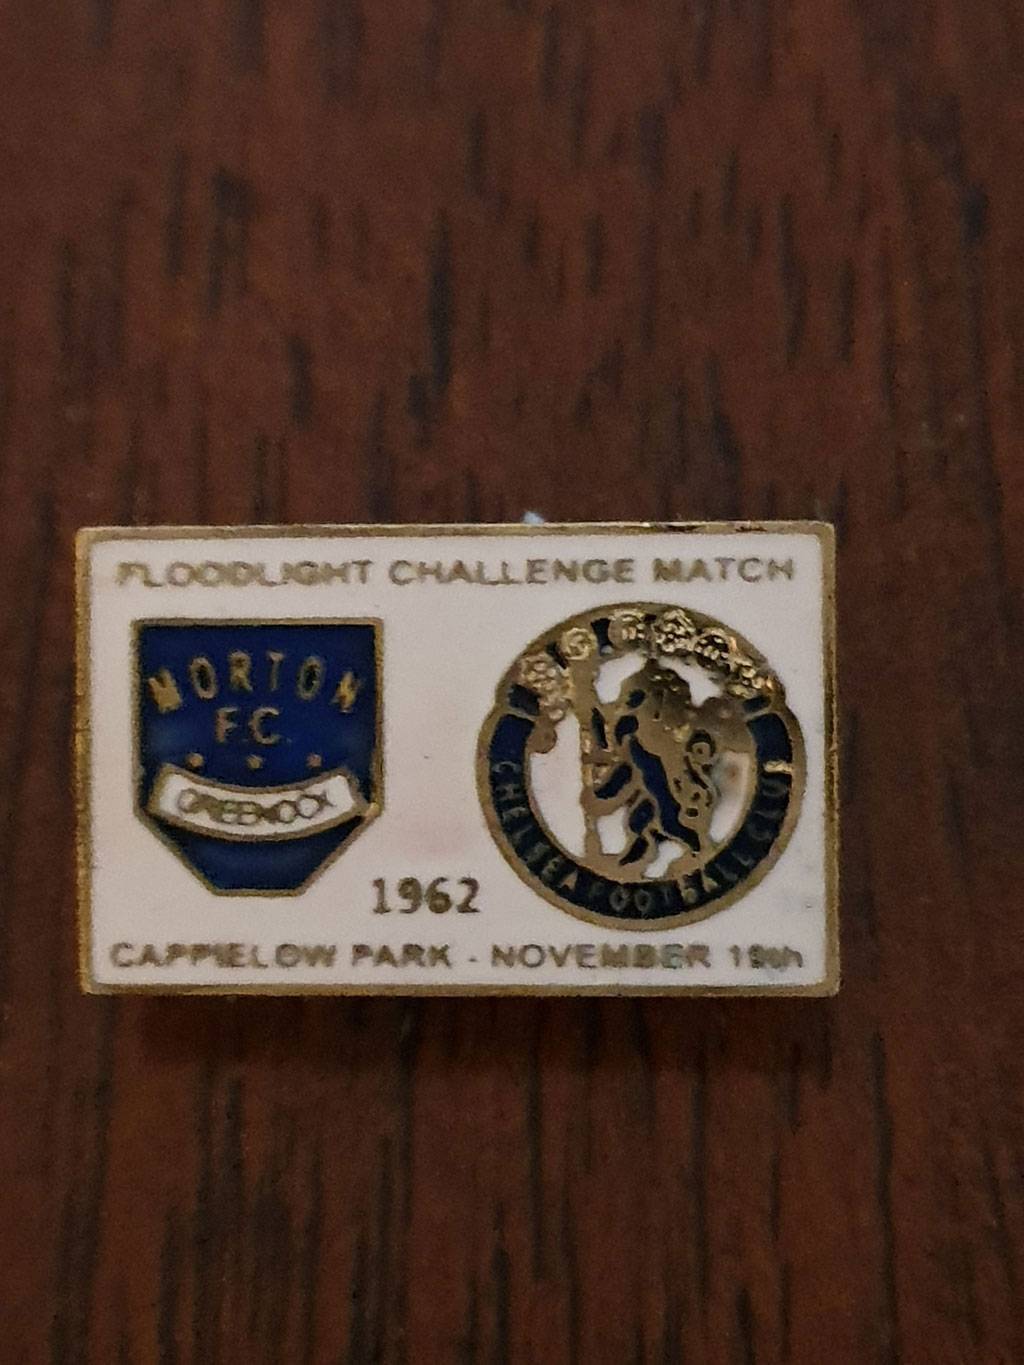 FLOODLIGHT CHALLENGE MATCH
MORTON
F.C.
GREENOCK
CHELSEA FOOTBALL CLUB
1962
CAPPIELOW PARK - NOVEMBER 19th